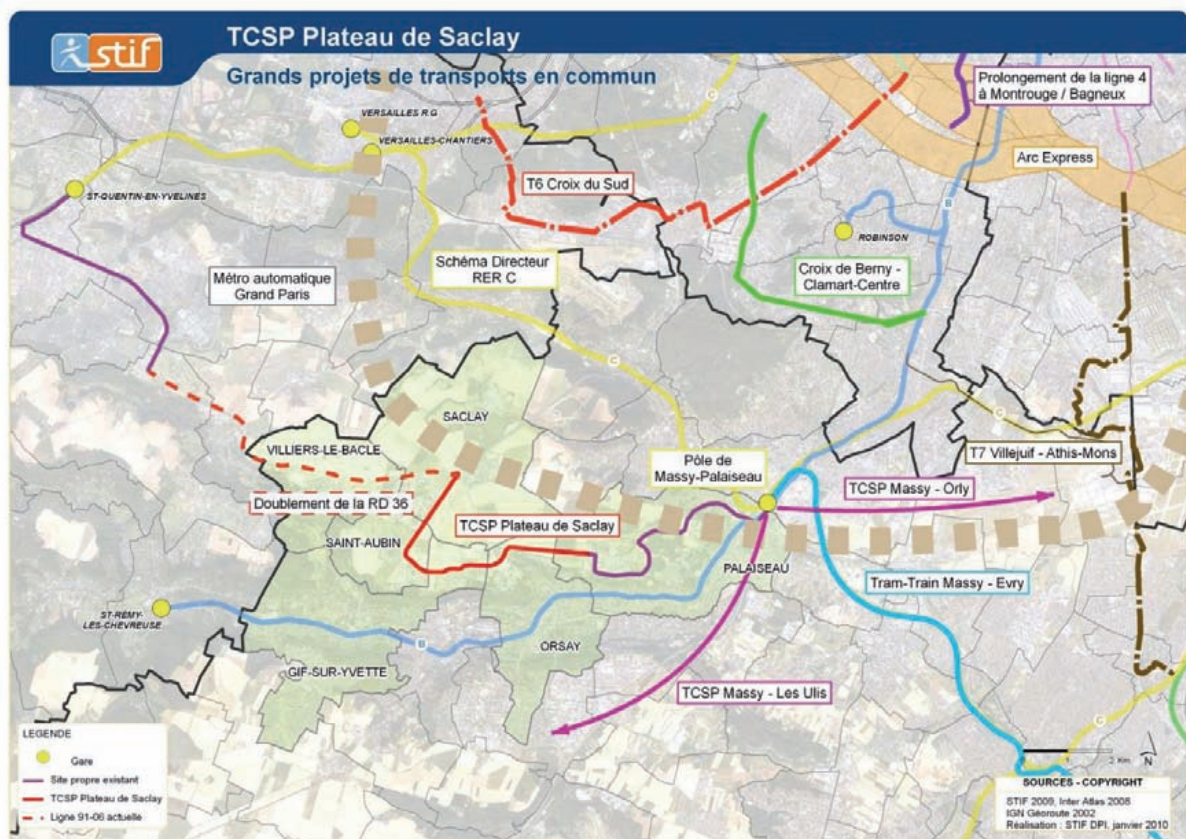 stif
TCSP Plateau de Saclay
Grands projets de transports en commun
Prolongement de la ligne 4
à Montrouge / Bagneux
VERSAILLES R.G
VERSAILLES-CHANTIERS
C
Arc Express
T6 Croix du Sud
ST-QUENTIN-EN-YVELINES
B
ROBINSON
Métro automatique
Grand Paris
Schéma Directeur
RER C
Croix de Berny -
Clamart-Centre
C
C
C
SACLAY
VILLIERS-LE-BACLE
Pôle de
Massy-Palaiseau
T7 Villejuif - Athis-Mons
TCSP Massy - Orly
Doublement de la RD 36
TCSP Plateau de Saclay
SAINT-AUBIN
PALAISEAU
Tram-Train Massy - Evry
ST-RÉMY-
LES-CHEVREUSE
B
ORSAY
GIF-SUR-YVETTE
TCSP Massy - Les Ulis
C
LEGENDE
Gare
Site propre existant
TCSP Plateau de Saclay
Ligne 91-06 actuelle
1
2 Km
N
SOURCES - COPYRIGHT
STIF 2009, Inter Atlas 2008
IGN Géoroute 2002
Réalisation : STIF DPI, janvier 2010